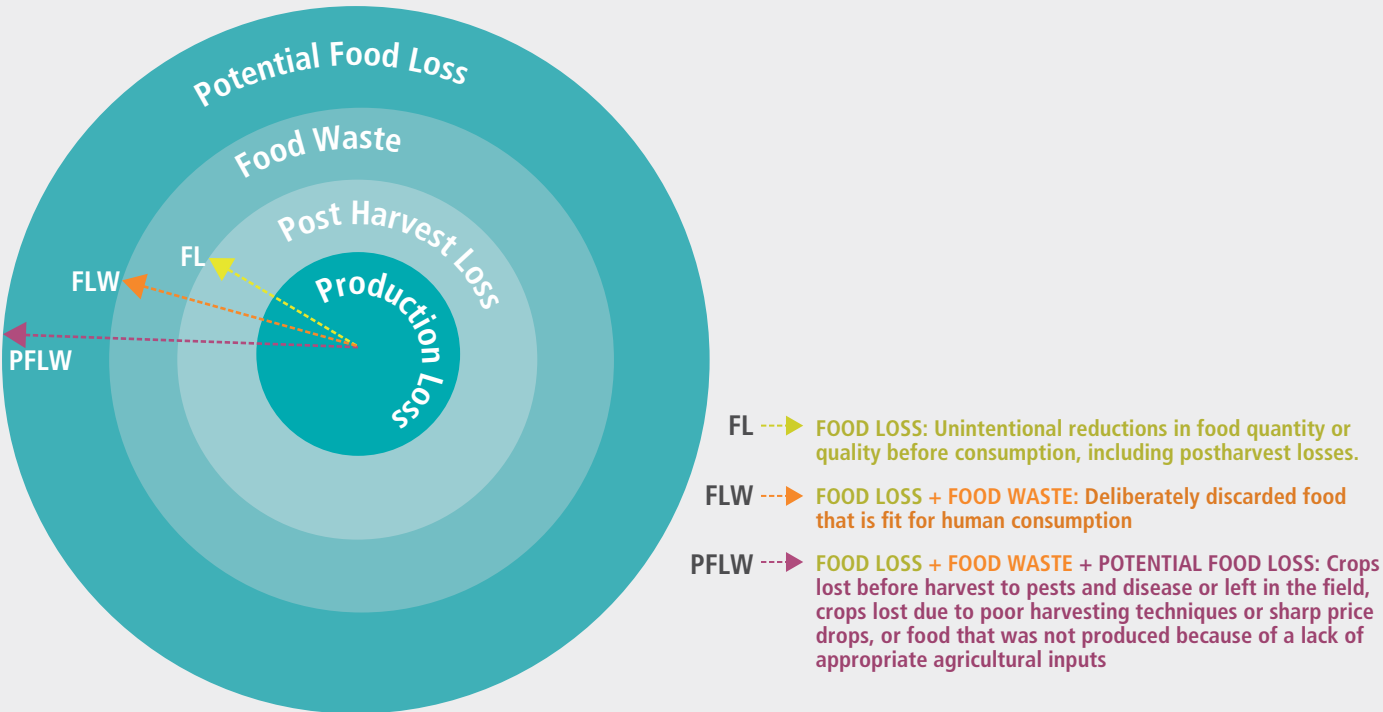 Potential Food Loss
Food Waste
Post Harvest Loss
Production Loss
FL
FLW
PFLW
FL
FOOD LOSS: Unintentional reductions in food quantity or
quality before consumption, including postharvest losses.
FLW
FOOD LOSS + FOOD WASTE: Deliberately discarded food
that is fit for human consumption
PFLW
FOOD LOSS + FOOD WASTE + POTENTIAL FOOD LOSS: Crops
lost before harvest to pests and disease or left in the field,
crops lost due to poor harvesting techniques or sharp price
drops, or food that was not produced because of a lack of
appropriate agricultural inputs